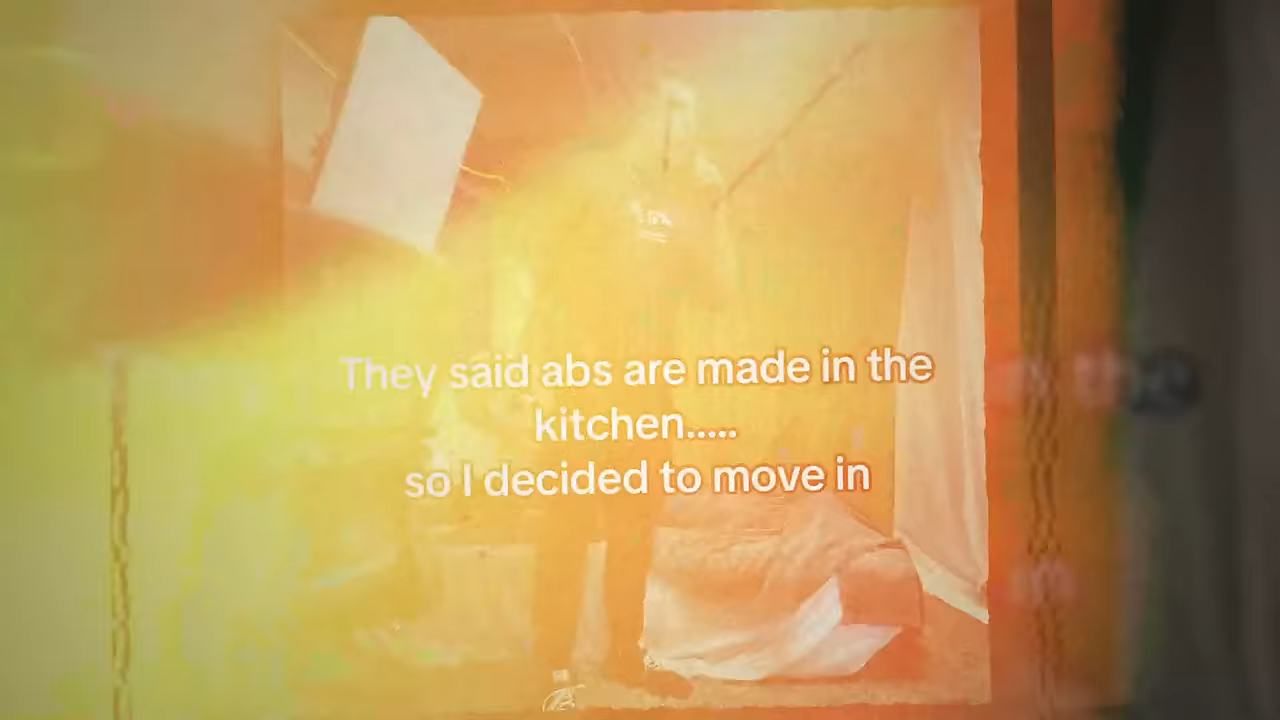 They said abs are made in the
kitchen.....
so I decided to move in